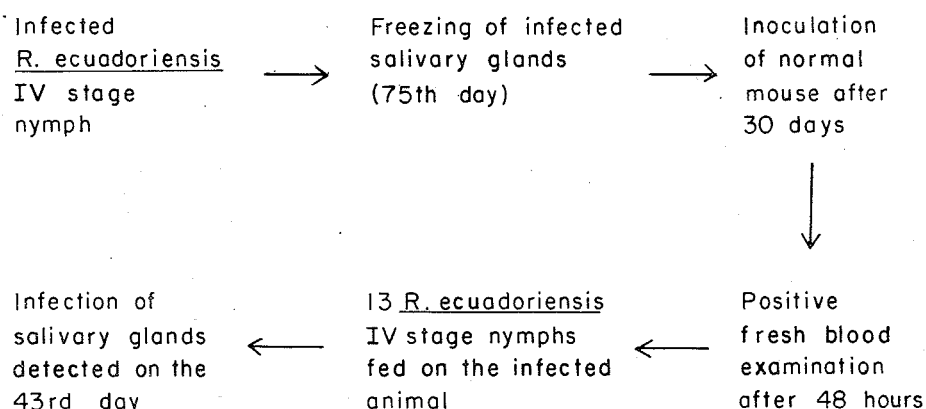 Infected
R. ecuadoriensis
IV stage
nymph
Freezing of infected
salivary glands
(75th day)
Inoculation
of normal
mouse after
30 days
Positive
fresh blood
examination
after 48 hours
13 R. ecuadoriensis
IV stage nymphs
fed on the infected
animal
Infection of
salivary glands
detected on the
43rd day